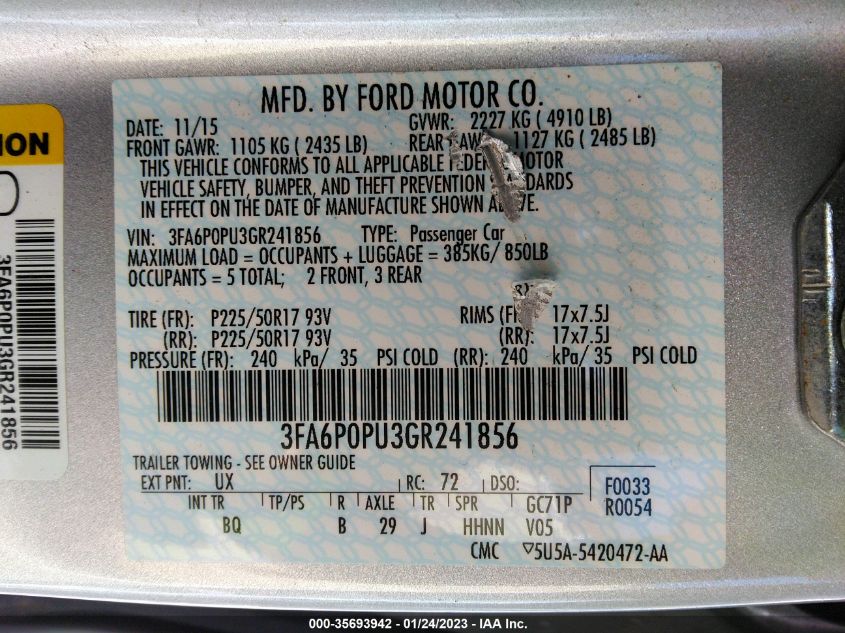 MFD. BY FORD MOTOR CO.
DATE: 11/15 GVWR: 2227 KG ( 4910 LB)
FRONT GAWR: 1105 KG ( 2435 LB) REAR AW 1127 KG ( 2485 LB)
THIS VEHICLE CONFORMS TO ALL APPLICABLE FEDE MOTOR
VEHICLE SAFETY, BUMPER, AND THEFT PREVENTION S DARDS
IN EFFECT ON THE DATE OF MANUFACTURE SHOWN ABOVE.
VIN: 3FA6P0PU3GR241856 TYPE: Passenger Car
MAXIMUM LOAD = OCCUPANTS + LUGGAGE = 385KG/ 850LB
OCCUPANTS = 5 TOTAL; 2 FRONT, 3 REAR
TIRE (FR): P225/50R17 93V RIMS (FR 17x7.5J
(RR): P225/50R17 93V (RR): 17x7.5J
PRESSURE (FR): 240 kPa/ 35 PSI COLD (RR): 240 kPa/ 35 PSI COLD
3FA6P0PU3GR241856
TRAILER TOWING - SEE OWNER GUIDE
EXT PNT: UX RC: 72 DSO: F0033
INT TR TP/PS R AXLE TR SPR GC71P R0054
BQ B 29 J HHNN V05
CMC 5U5A-5420472-AA
ION
3FA6P0PU3GR241856
000-35693942 - 01/24/2023 - IAA Inc.